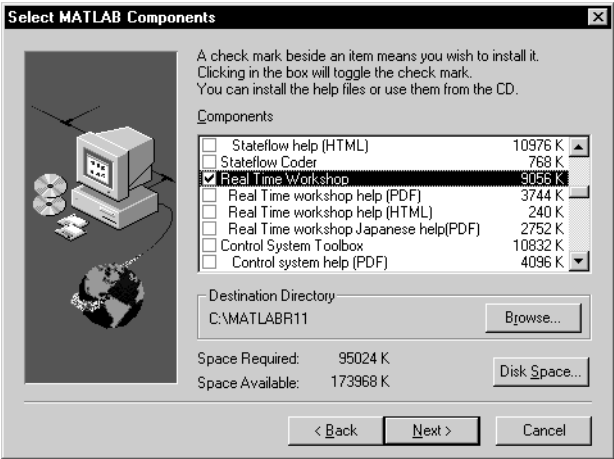 Select MATLAB Components
A check mark beside an item means you wish to install it.
Clicking in the box will toggle the check mark.
You can install the help files or use them from the CD.
Components
Stateflow help (HTML) 10976 K
Stateflow Coder 768 K
Real Time Workshop 9056 K
Real Time workshop help (PDF) 3744 K
Real Time workshop help (HTML) 240 K
Real Time workshop Japanese help(PDF) 2752 K
Control System Toolbox 10832 K
Control system help (PDF) 4096 K
Destination Directory
C:\MATLABR11 Browse...
Space Required: 95024 K
Space Available: 173968 K
Disk Space...
< Back Next > Cancel